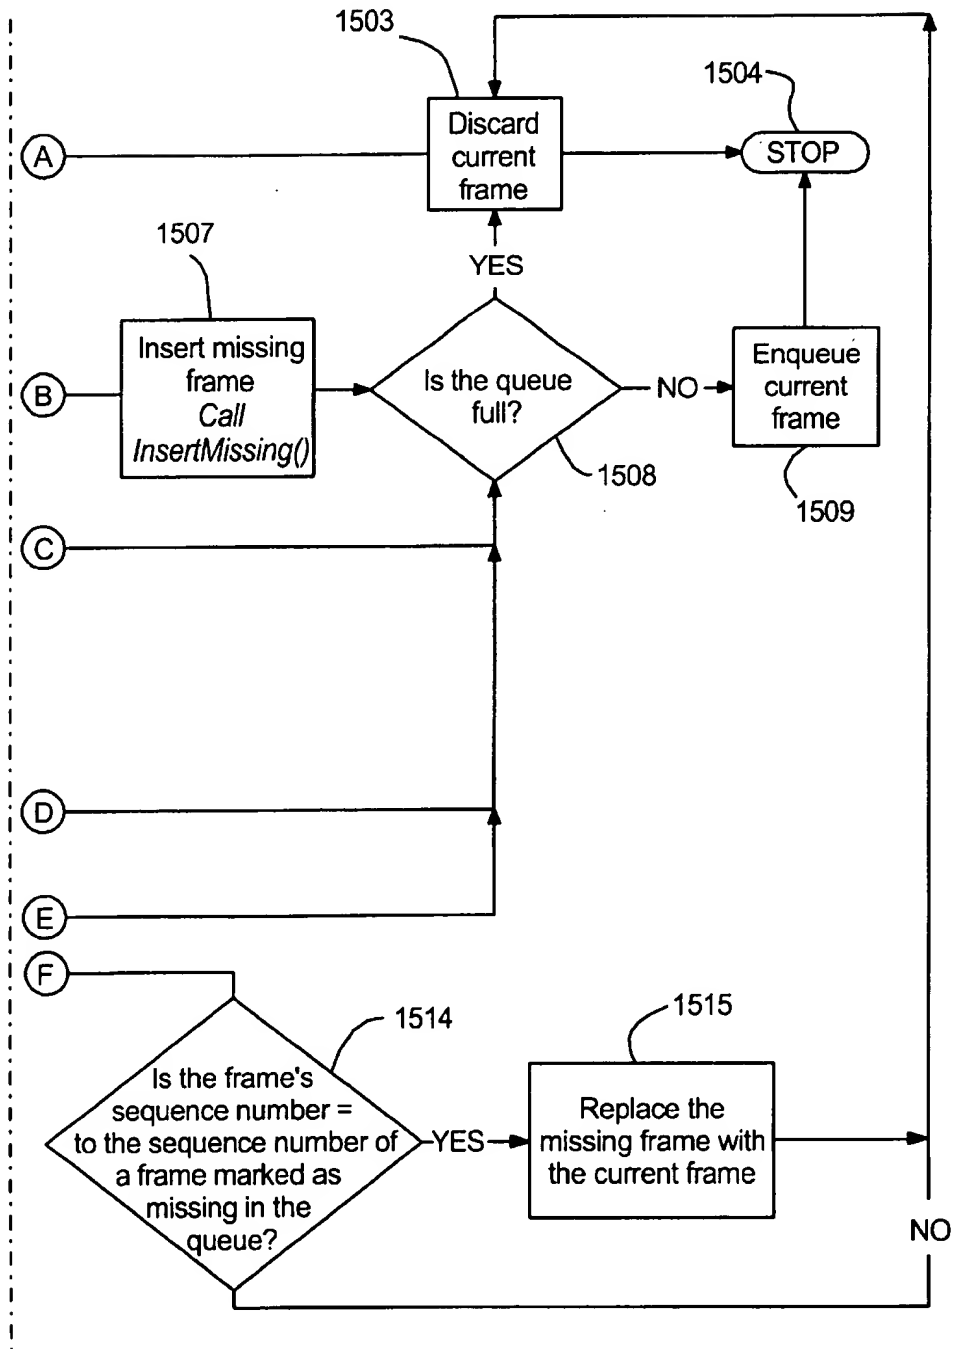 1503
1504
A
Discard
current
frame
STOP
1507
YES
B
Insert missing
frame
Call
InsertMissing()
Is the queue
full?
NO
Enqueue
current
frame
1508
1509
C
D
E
F
1514
1515
Is the frame's
sequence number =
to the sequence number of
a frame marked as
missing in the
queue?
YES
Replace the
missing frame with
the current frame
NO